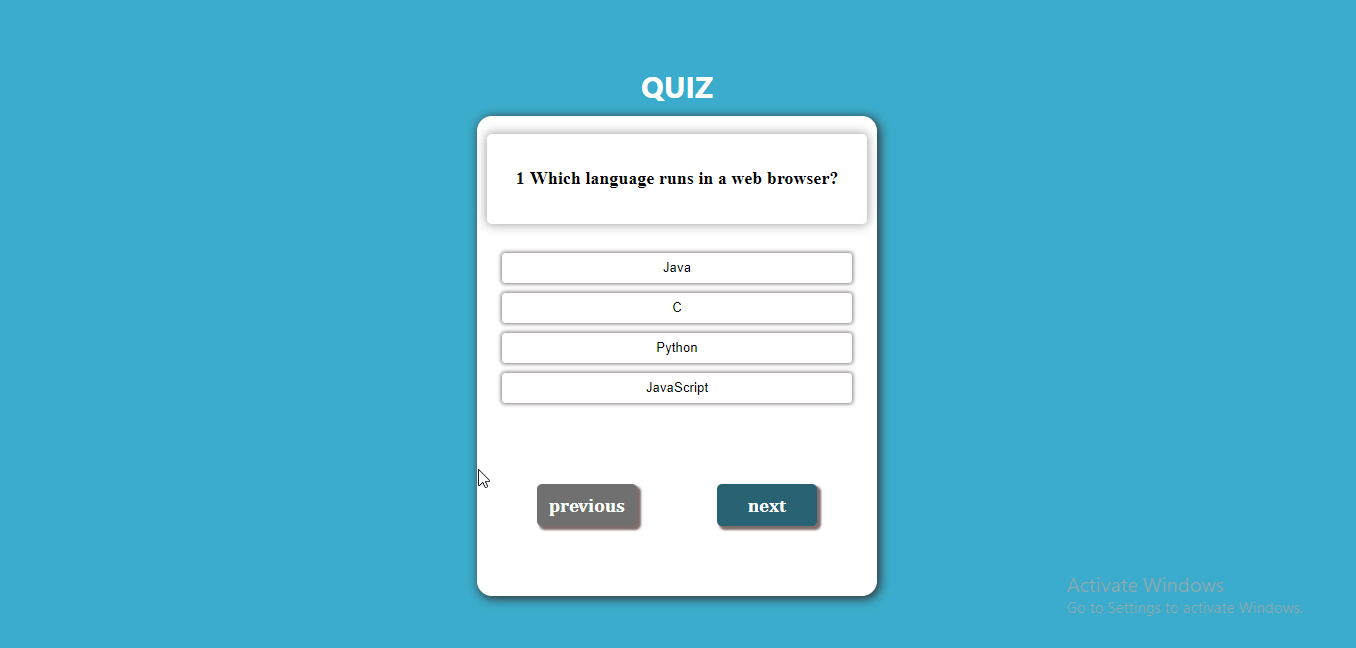 QUIZ
1 Which language runs in a web browser?
Java
C
Python
JavaScript
previous
next
Activate Windows
Go to Settings to activate Windows.